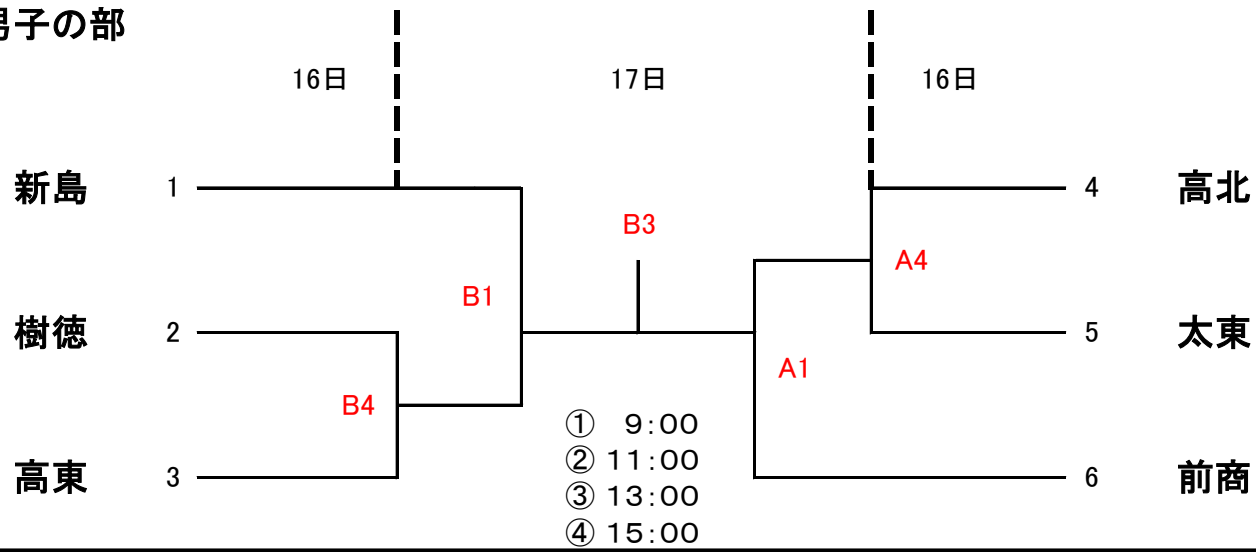 男子の部
16日 17日 16日
新島 1 4 高北
B3
A4
B1
樹徳 2 5 太東
A1
B4
① 9:00
② 11:00
高東 3 6 前商
③ 13:00
④ 15:00